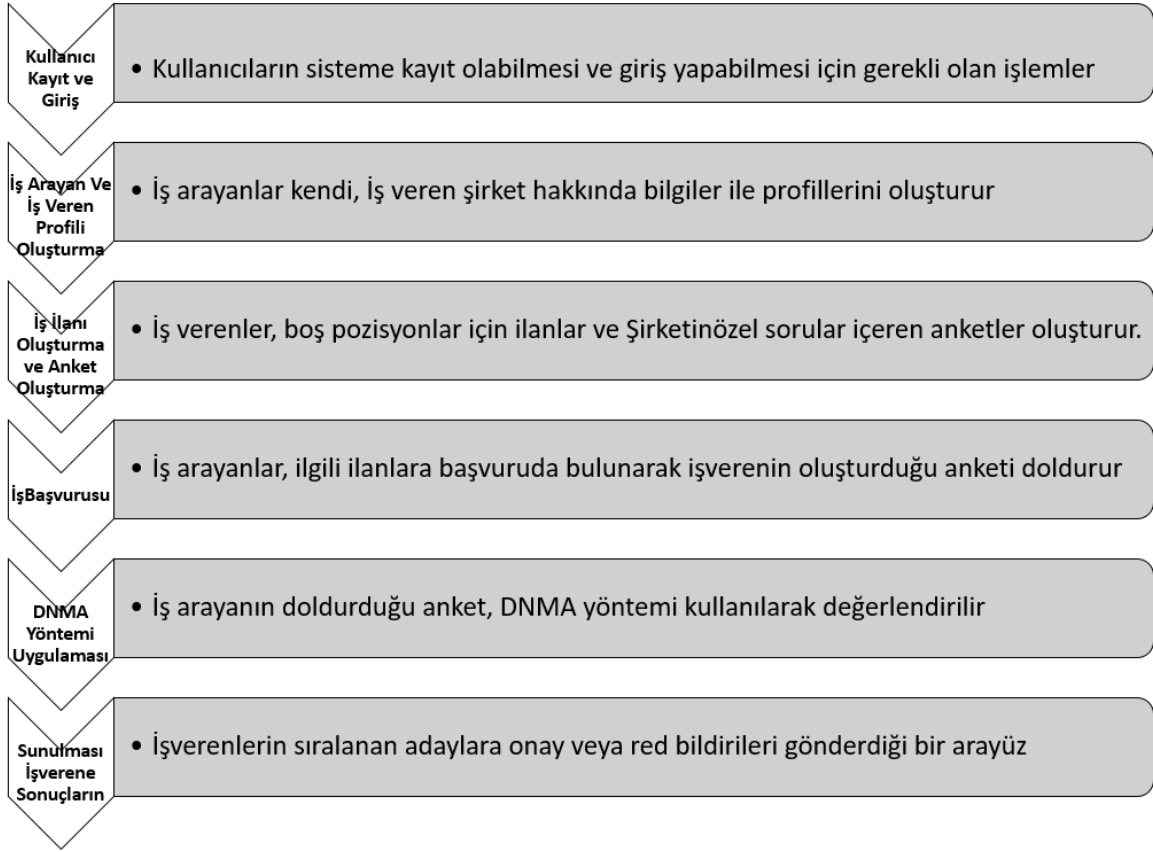 Kullanıcı
Kayıt ve
Giriş
• Kullanıcıların sisteme kayıt olabilmesi ve giriş yapabilmesi için gerekli olan işlemler
İş Arayan Ve
İş Veren
Profili
Oluşturma
• İş arayanlar kendi, İş veren şirket hakkında bilgiler ile profillerini oluşturur
İş İlanı
Oluşturma
ve Anket
Oluşturma
• İş verenler, boş pozisyonlar için ilanlar ve Şirketinözel sorular içeren anketler oluşturur.
İşBaşvurusu
• İş arayanlar, ilgili ilanlara başvuruda bulunarak işverenin oluşturduğu anketi doldurur
DNMA
Yöntemi
Uygulaması
• İş arayanın doldurduğu anket, DNMA yöntemi kullanılarak değerlendirilir
Sunulması
İşverene
Sonuçların
• İşverenlerin sıralanan adaylara onay veya red bildirileri gönderdiği bir arayüz